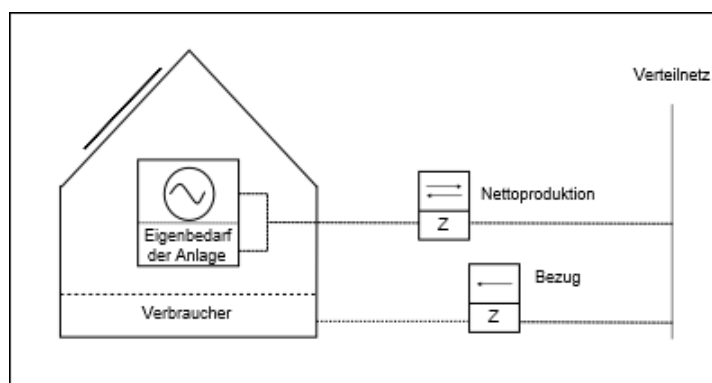 Verteilnetz
Nettoproduktion
Z
Eigenbedarf
der Anlage
Bezug
Verbraucher
Z